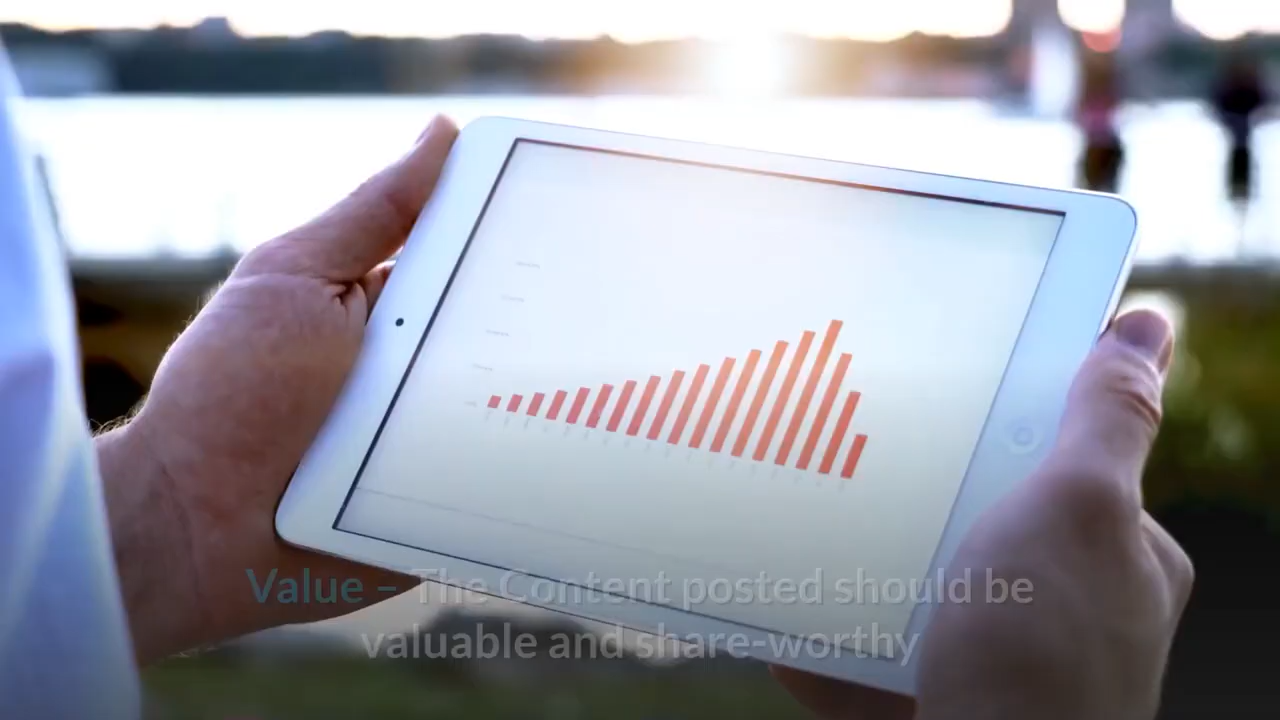 Value – The Content posted should be
valuable and share-worthy